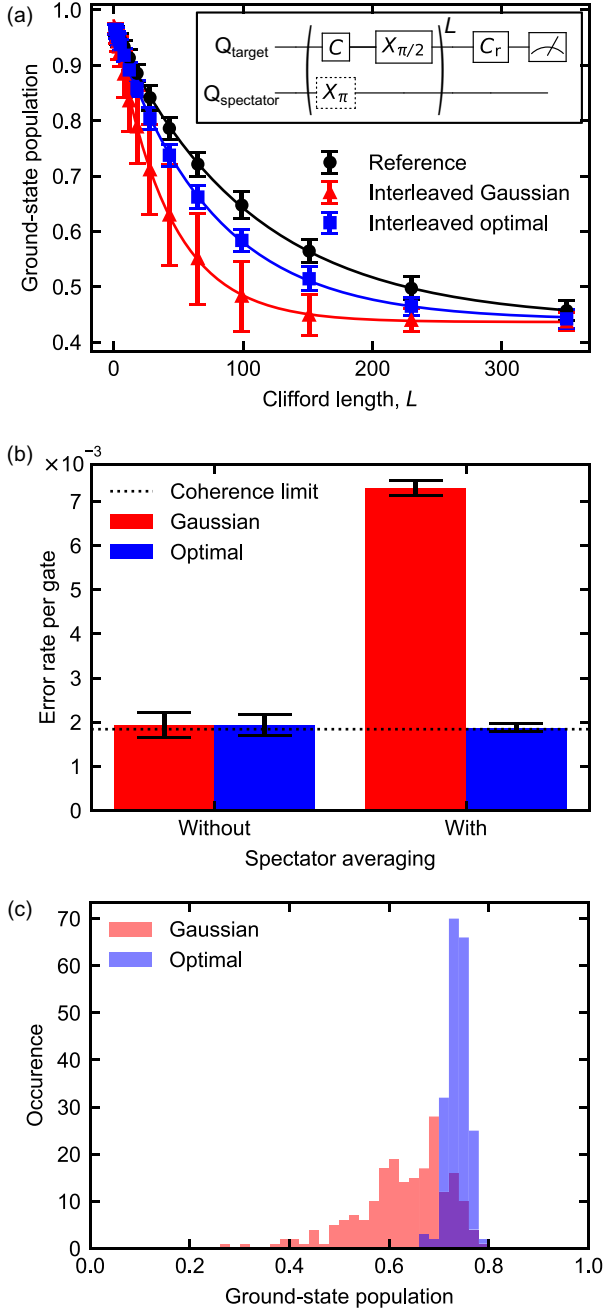 (a)
1.0
0.9
0.8
0.7
0.6
0.5
0.4
Ground-state population
Q_target
C
X_π/2
L
C_r
Q_spectator
X_π
Reference
Interleaved Gaussian
Interleaved optimal
0 100 200 300
Clifford length, L
(b)
×10⁻³
7
6
5
4
3
2
1
0
Error rate per gate
Coherence limit
Gaussian
Optimal
Without With
Spectator averaging
(c)
70
60
50
40
30
20
10
0
Occurence
Gaussian
Optimal
0.0 0.2 0.4 0.6 0.8 1.0
Ground-state population